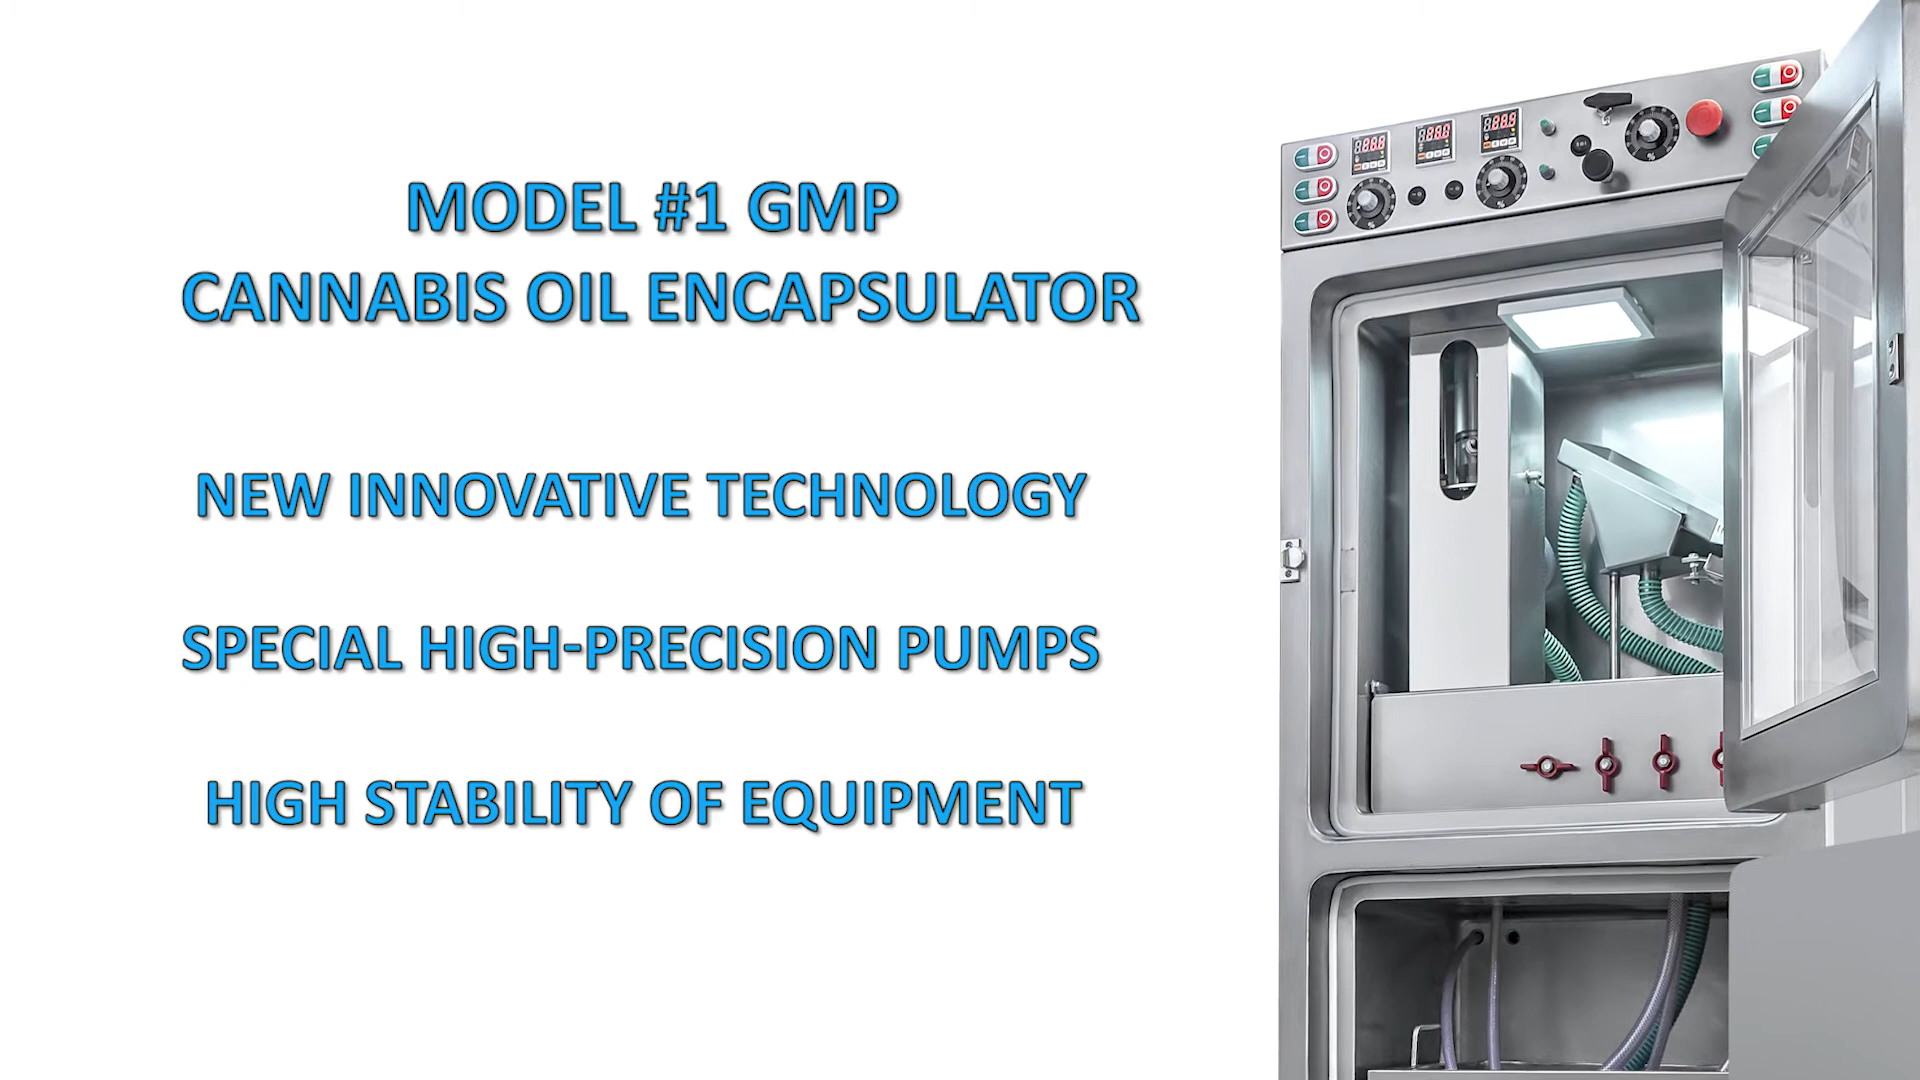 MODEL #1 GMP
CANNABIS OIL ENCAPSULATOR
NEW INNOVATIVE TECHNOLOGY
SPECIAL HIGH-PRECISION PUMPS
HIGH STABILITY OF EQUIPMENT